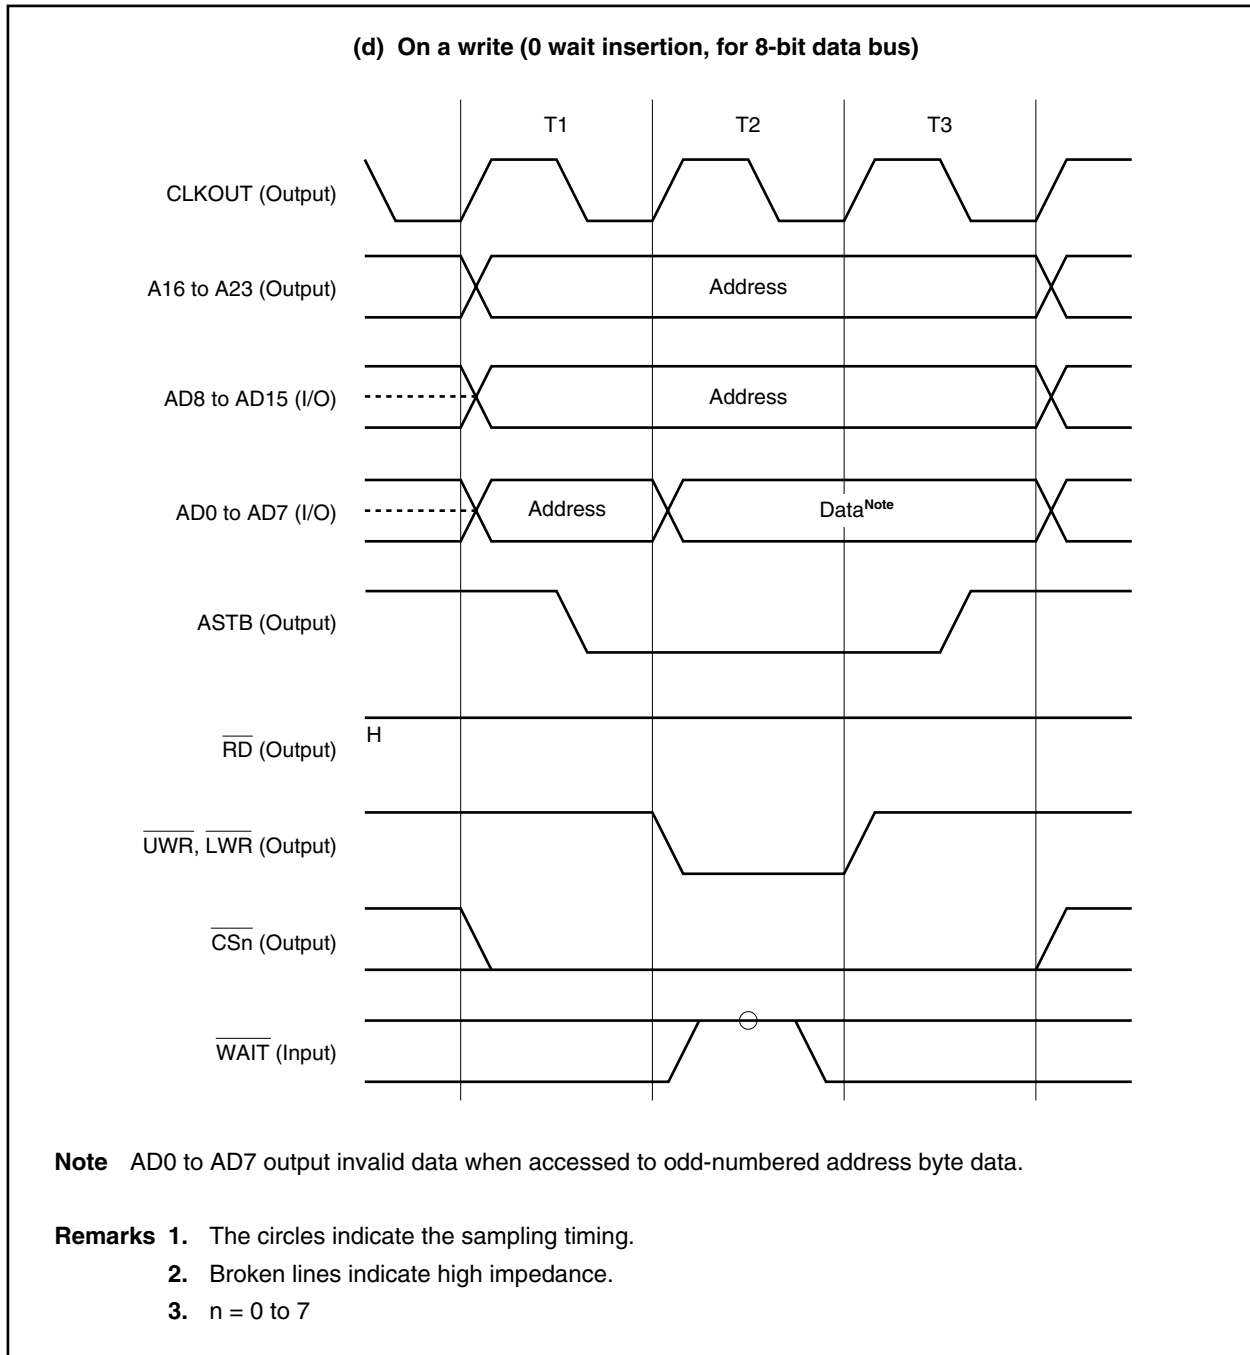 (d) On a write (0 wait insertion, for 8-bit data bus)
T1 T2 T3
CLKOUT (Output)
A16 to A23 (Output) Address
AD8 to AD15 (I/O) Address
AD0 to AD7 (I/O) Address Data Note
ASTB (Output)
H
RD (Output)
UWR, LWR (Output)
CSn (Output)
WAIT (Input)
Note AD0 to AD7 output invalid data when accessed to odd-numbered address byte data.
Remarks 1. The circles indicate the sampling timing.
2. Broken lines indicate high impedance.
3. n = 0 to 7